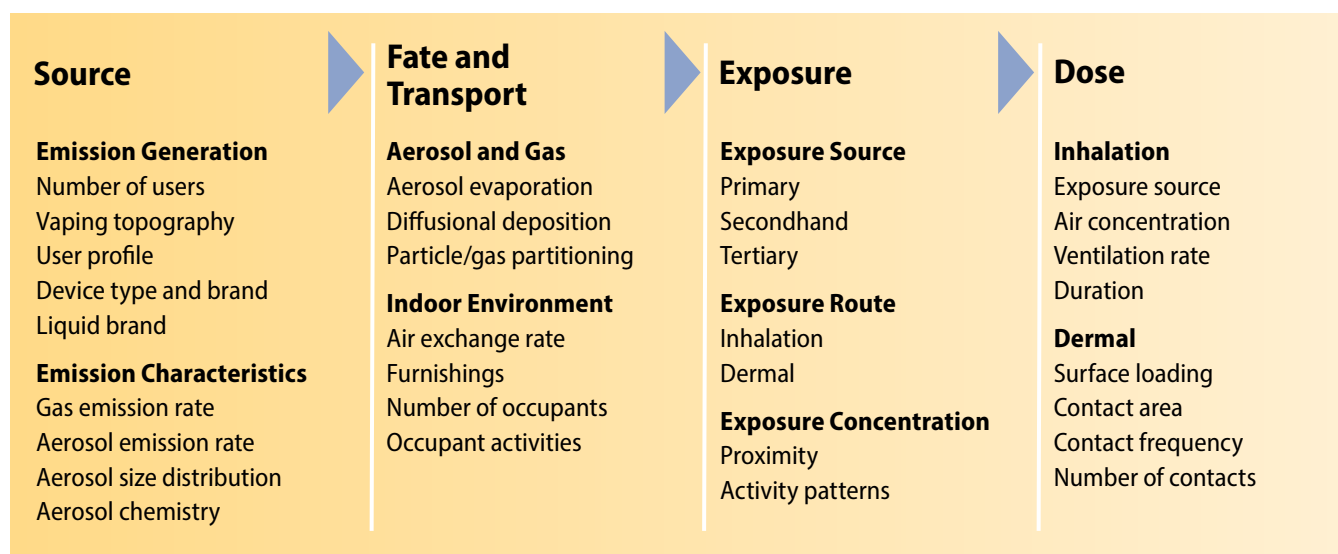 Source
Emission Generation
Number of users
Vaping topography
User profile
Device type and brand
Liquid brand
Emission Characteristics
Gas emission rate
Aerosol emission rate
Aerosol size distribution
Aerosol chemistry
Fate and
Transport
Aerosol and Gas
Aerosol evaporation
Diffusional deposition
Particle/gas partitioning
Indoor Environment
Air exchange rate
Furnishings
Number of occupants
Occupant activities
Exposure
Exposure Source
Primary
Secondhand
Tertiary
Exposure Route
Inhalation
Dermal
Exposure Concentration
Proximity
Activity patterns
Dose
Inhalation
Exposure source
Air concentration
Ventilation rate
Duration
Dermal
Surface loading
Contact area
Contact frequency
Number of contacts